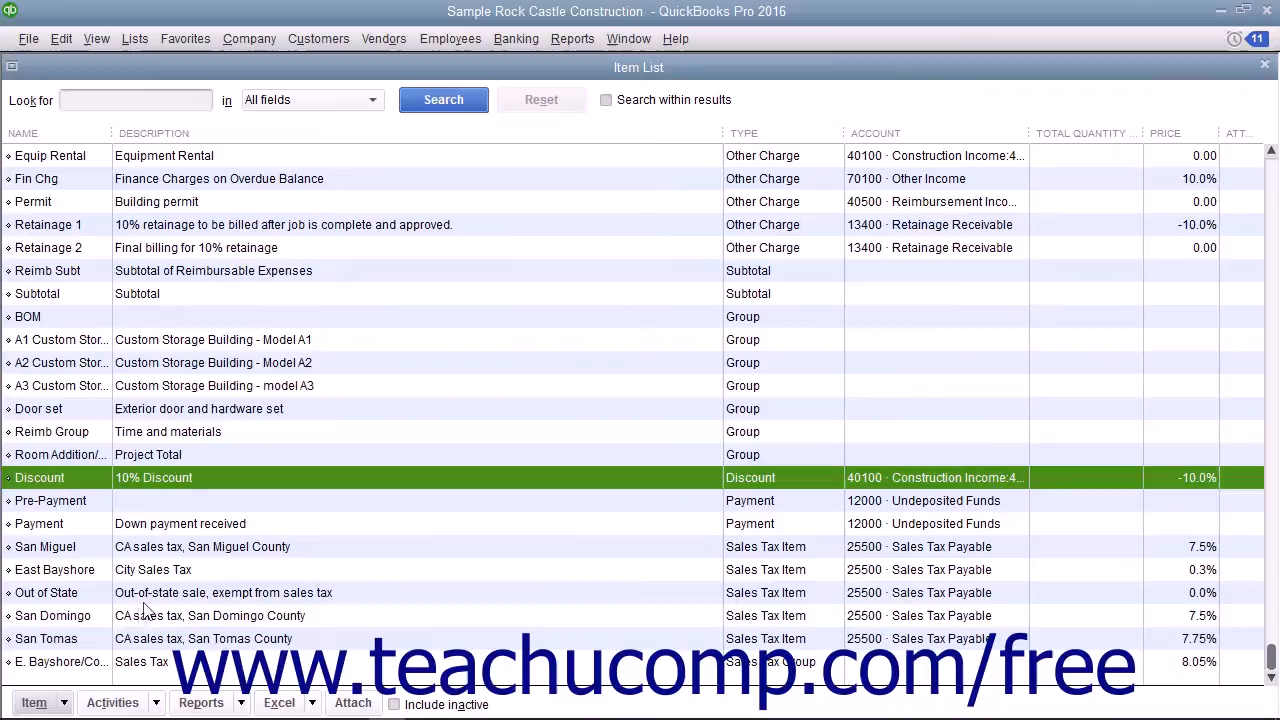 qb Sample Rock Castle Construction - QuickBooks Pro 2016
File Edit View Lists Favorites Company Customers Vendors Employees Banking Reports Window Help 11
Item List
Look for in All fields Search Reset Search within results
NAME DESCRIPTION TYPE ACCOUNT TOTAL QUANTITY ... PRICE ATT...
Equip Rental Equipment Rental Other Charge 40100 · Construction Income:4... 0.00
Fin Chg Finance Charges on Overdue Balance Other Charge 70100 · Other Income 10.0%
Permit Building permit Other Charge 40500 · Reimbursement Inco... 0.00
Retainage 1 10% retainage to be billed after job is complete and approved. Other Charge 13400 · Retainage Receivable -10.0%
Retainage 2 Final billing for 10% retainage Other Charge 13400 · Retainage Receivable 0.00
Reimb Subt Subtotal of Reimbursable Expenses Subtotal
Subtotal Subtotal Subtotal
BOM Group
A1 Custom Stor... Custom Storage Building - Model A1 Group
A2 Custom Stor... Custom Storage Building - Model A2 Group
A3 Custom Stor... Custom Storage Building - model A3 Group
Door set Exterior door and hardware set Group
Reimb Group Time and materials Group
Room Addition/... Project Total Group
Discount 10% Discount Discount 40100 · Construction Income:4... -10.0%
Pre-Payment Payment 12000 · Undeposited Funds
Payment Down payment received Payment 12000 · Undeposited Funds
San Miguel CA sales tax, San Miguel County Sales Tax Item 25500 · Sales Tax Payable 7.5%
East Bayshore City Sales Tax Sales Tax Item 25500 · Sales Tax Payable 0.3%
Out of State Out-of-state sale, exempt from sales tax Sales Tax Item 25500 · Sales Tax Payable 0.0%
San Domingo CA sales tax, San Domingo County Sales Tax Item 25500 · Sales Tax Payable 7.5%
San Tomas CA sales tax, San Tomas County Sales Tax Item 25500 · Sales Tax Payable 7.75%
E. Bayshore/Co... Sales Tax Sales Tax Group 8.05%
www.teachucomp.com/free
Item Activities Reports Excel Attach Include inactive